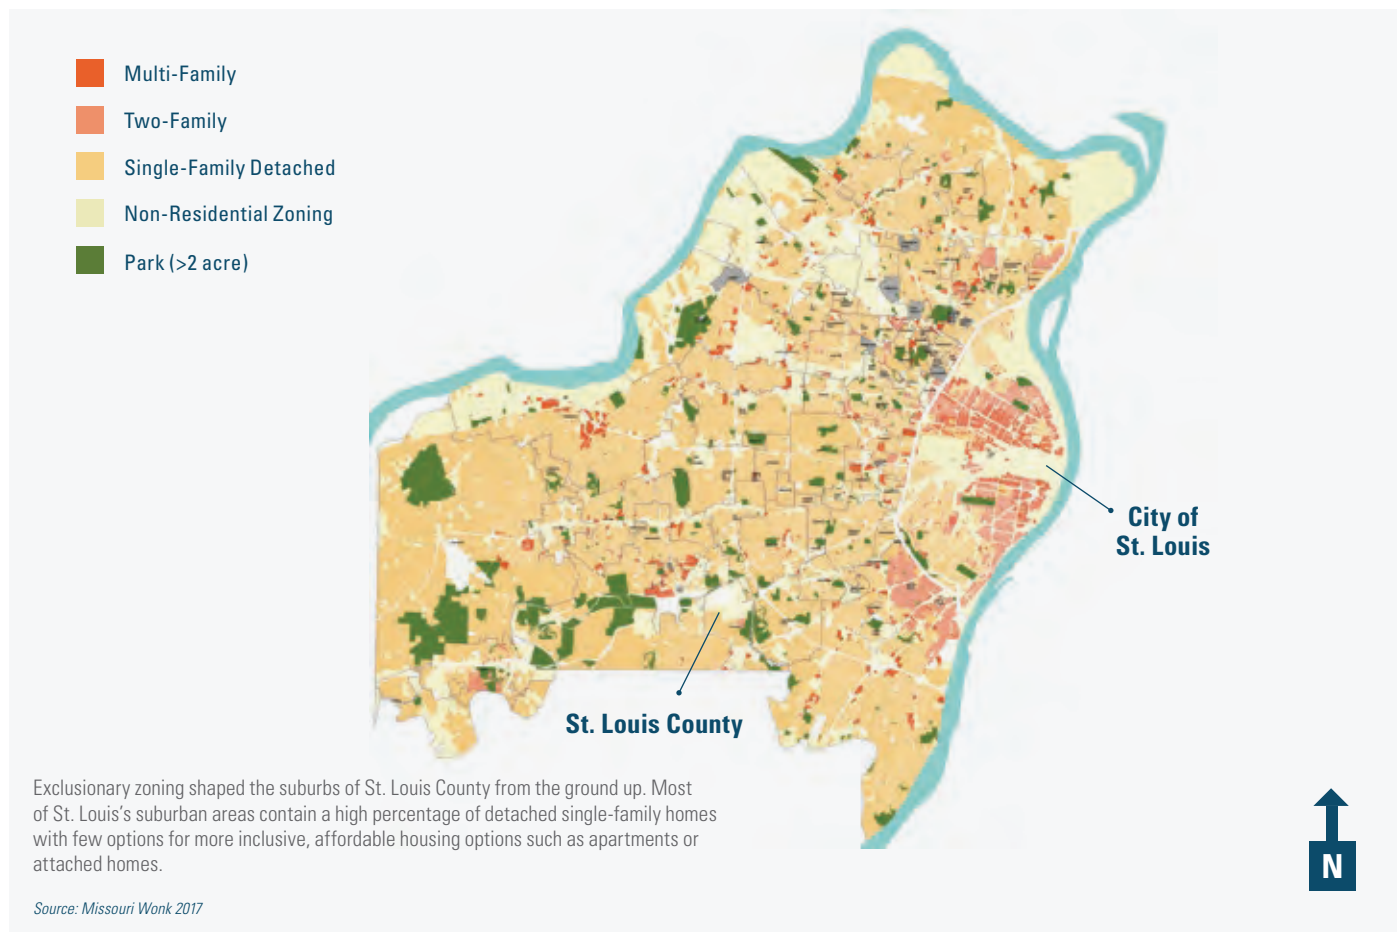 Multi-Family
Two-Family
Single-Family Detached
Non-Residential Zoning
Park (>2 acre)
City of
St. Louis
St. Louis County
Exclusionary zoning shaped the suburbs of St. Louis County from the ground up. Most
of St. Louis’s suburban areas contain a high percentage of detached single-family homes
with few options for more inclusive, affordable housing options such as apartments or
attached homes.
Source: Missouri Wonk 2017
N